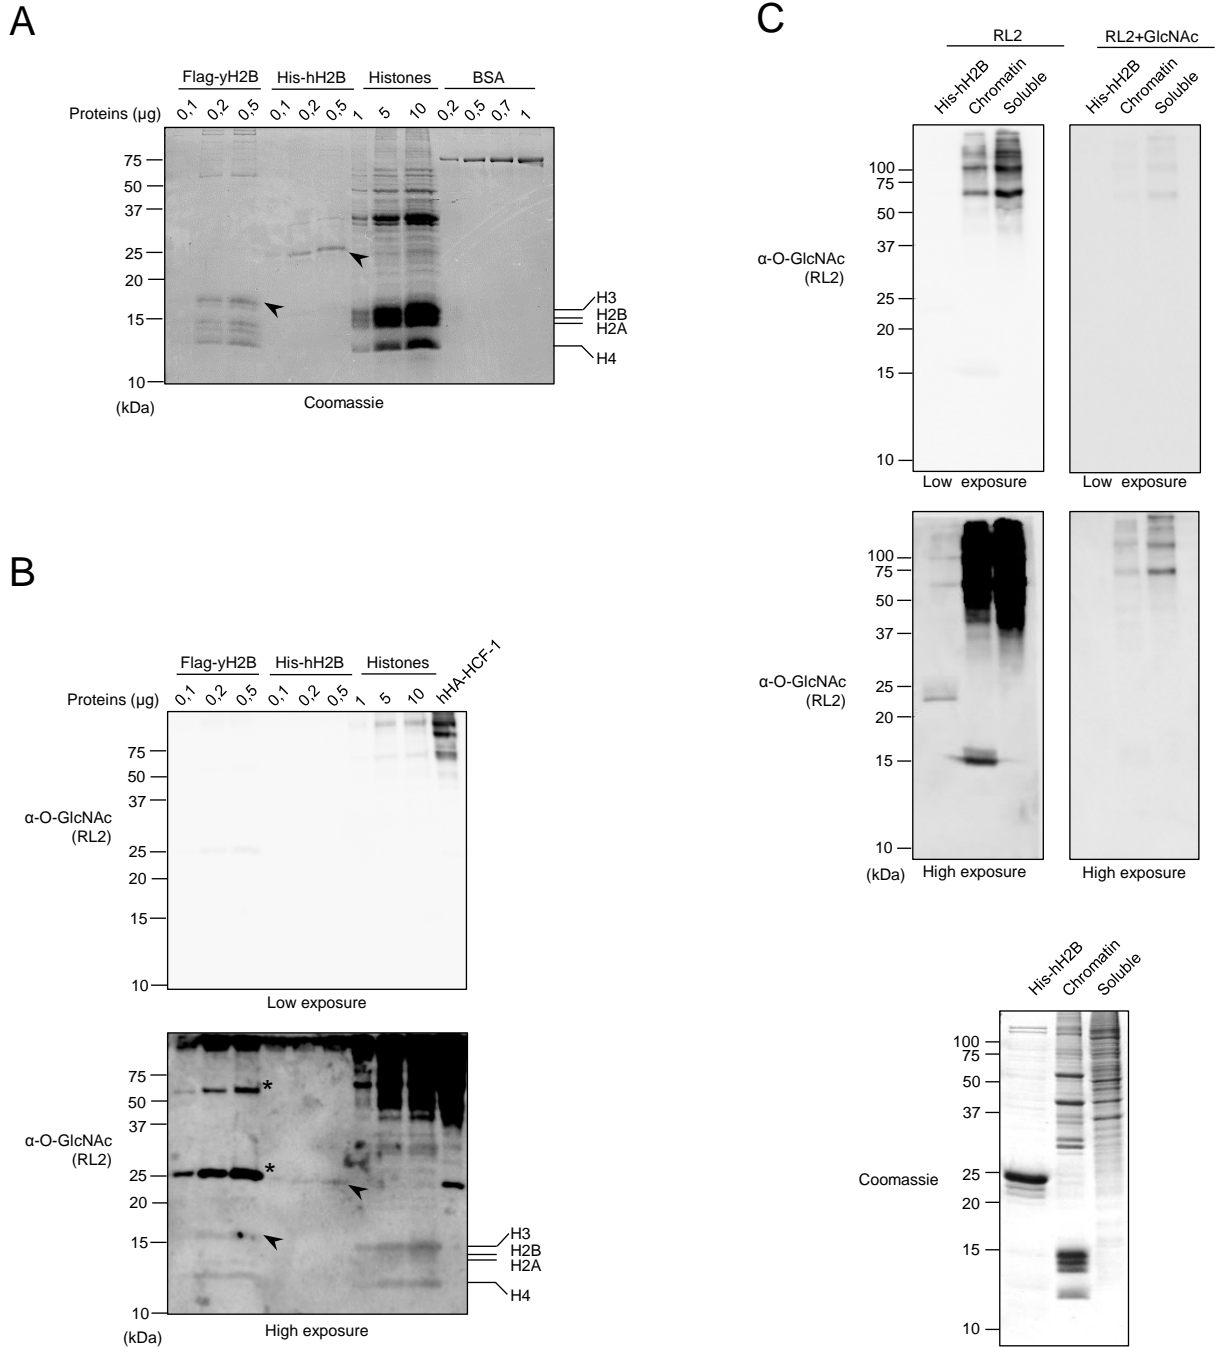 A
Flag-yH2B His-hH2B Histones BSA
Proteins (µg) 0,1 0,2 0,5 0,1 0,2 0,5 1 5 10 0,2 0,5 0,7 1
75
50
37
25
20
15
10
(kDa)
H3
H2B
H2A
H4
Coomassie
B
Flag-yH2B His-hH2B Histones hHA-HCF-1
Proteins (µg) 0,1 0,2 0,5 0,1 0,2 0,5 1 5 10
α-O-GlcNAc
(RL2)
75
50
37
25
20
15
10
Low exposure
α-O-GlcNAc
(RL2)
75
50
37
25
20
15
10
(kDa)
*
*
H3
H2B
H2A
H4
High exposure
C
RL2 RL2+GlcNAc
His-hH2B Chromatin Soluble His-hH2B Chromatin Soluble
α-O-GlcNAc
(RL2)
100
75
50
37
25
20
15
10
Low exposure Low exposure
α-O-GlcNAc
(RL2)
100
75
50
37
25
20
15
10
(kDa)
High exposure High exposure
His-hH2B Chromatin Soluble
Coomassie
100
75
50
37
25
20
15
10